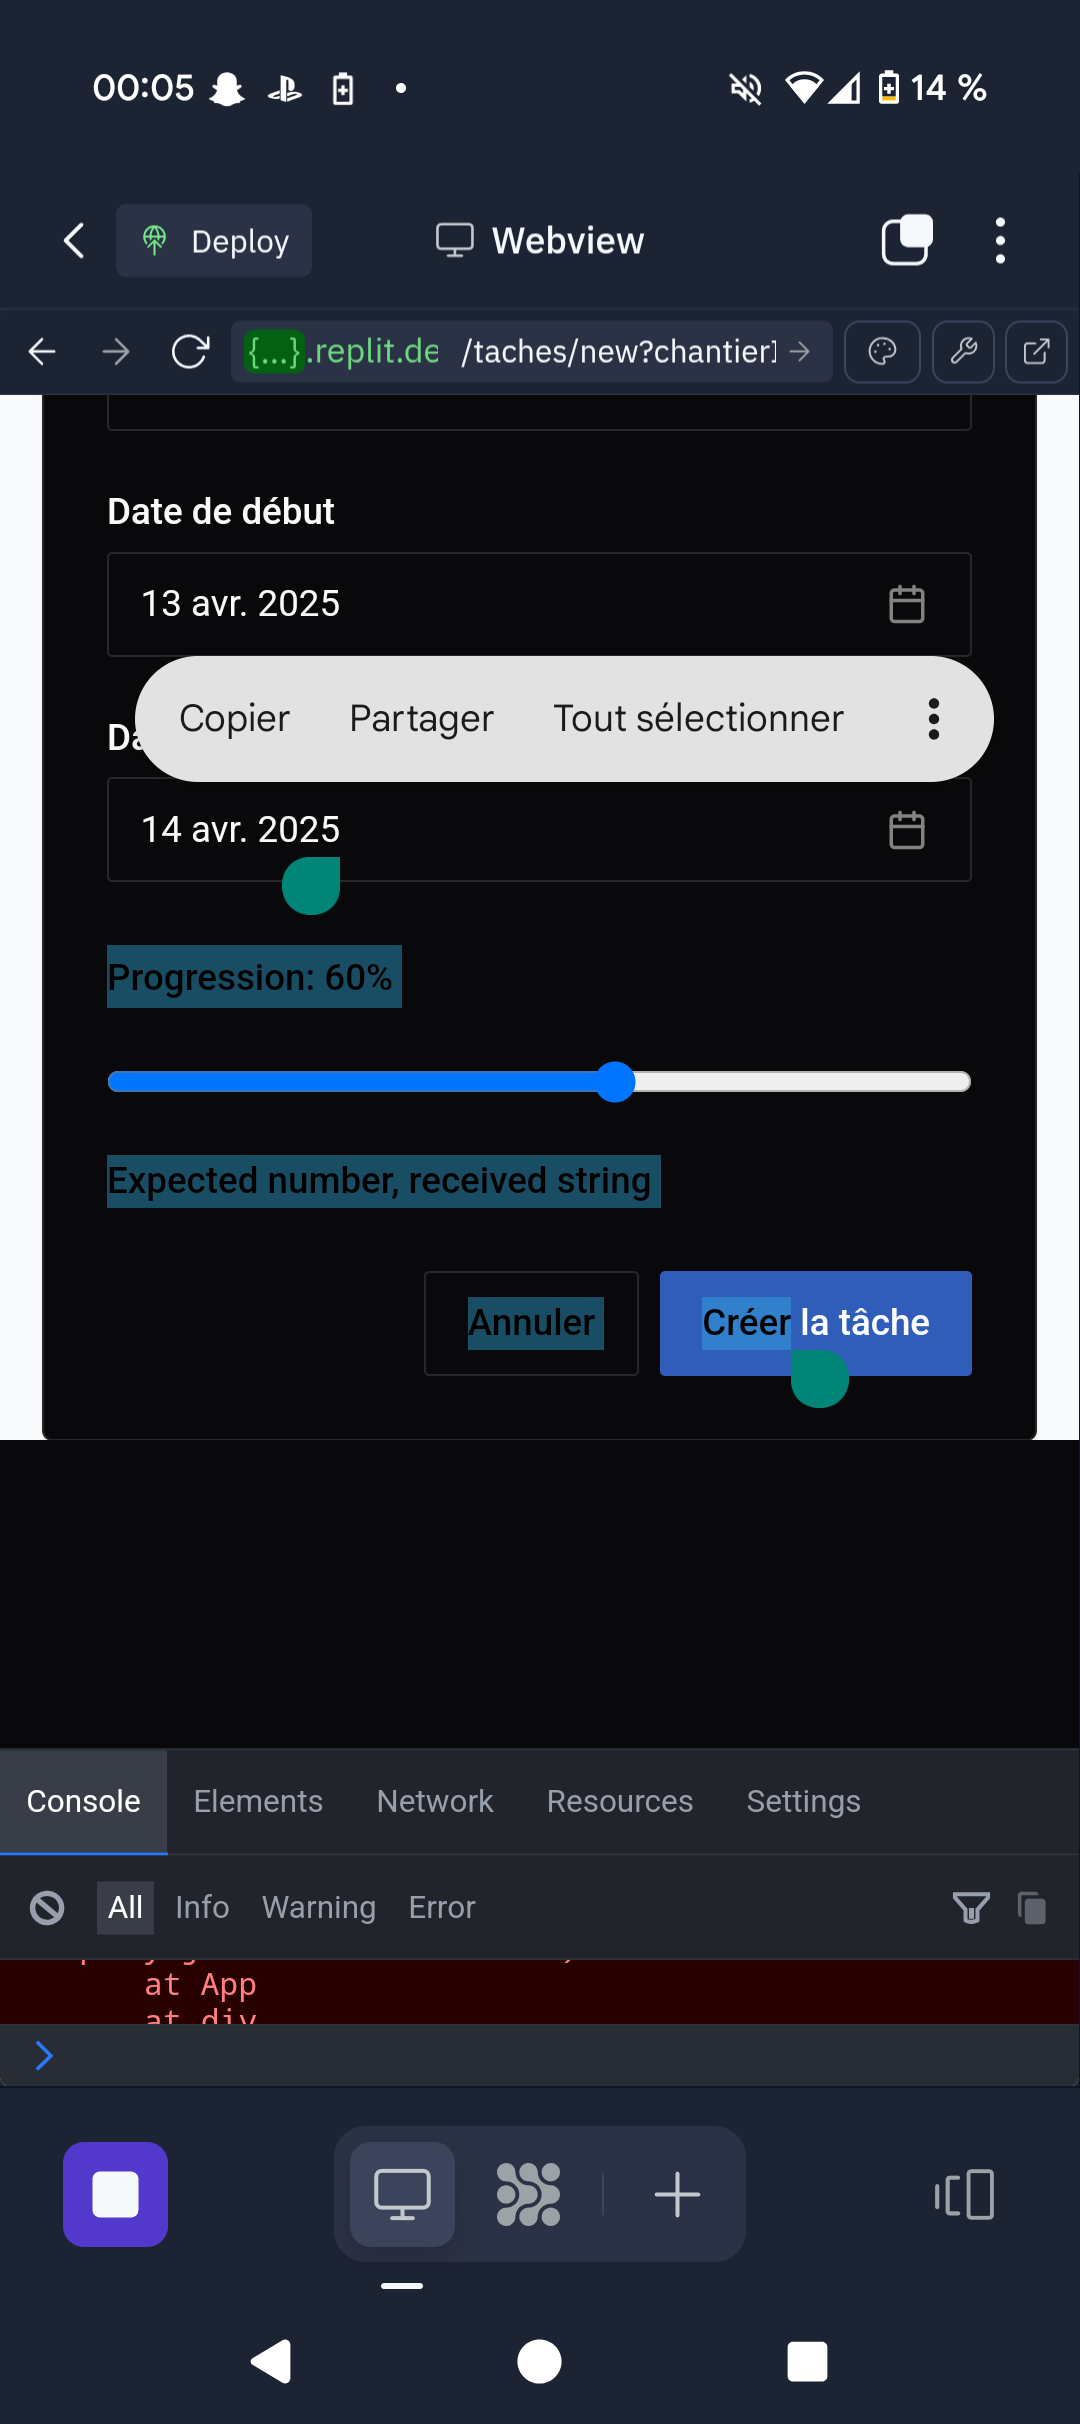 00:05
14 %
Deploy
Webview
{...}.replit.de
/taches/new?chantier
Date de début
13 avr. 2025
Copier
Partager
Tout sélectionner
14 avr. 2025
Progression: 60%
Expected number, received string
Annuler
Créer la tâche
Console
Elements
Network
Resources
Settings
All
Info
Warning
Error
at App
at div